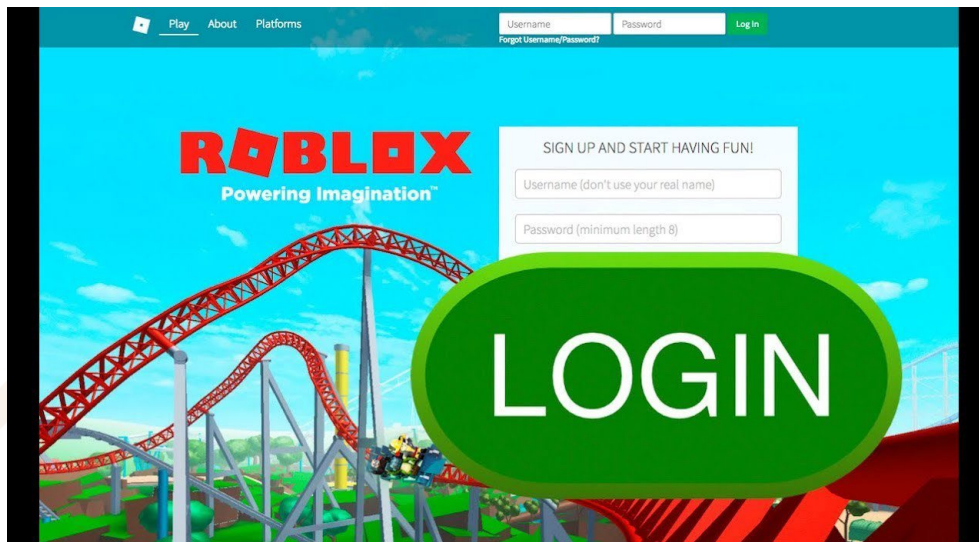 Play About Platforms
Username Password Log In
Forgot Username/Password?
ROBLOX
Powering Imagination™
SIGN UP AND START HAVING FUN!
Username (don't use your real name)
Password (minimum length 8)
LOGIN